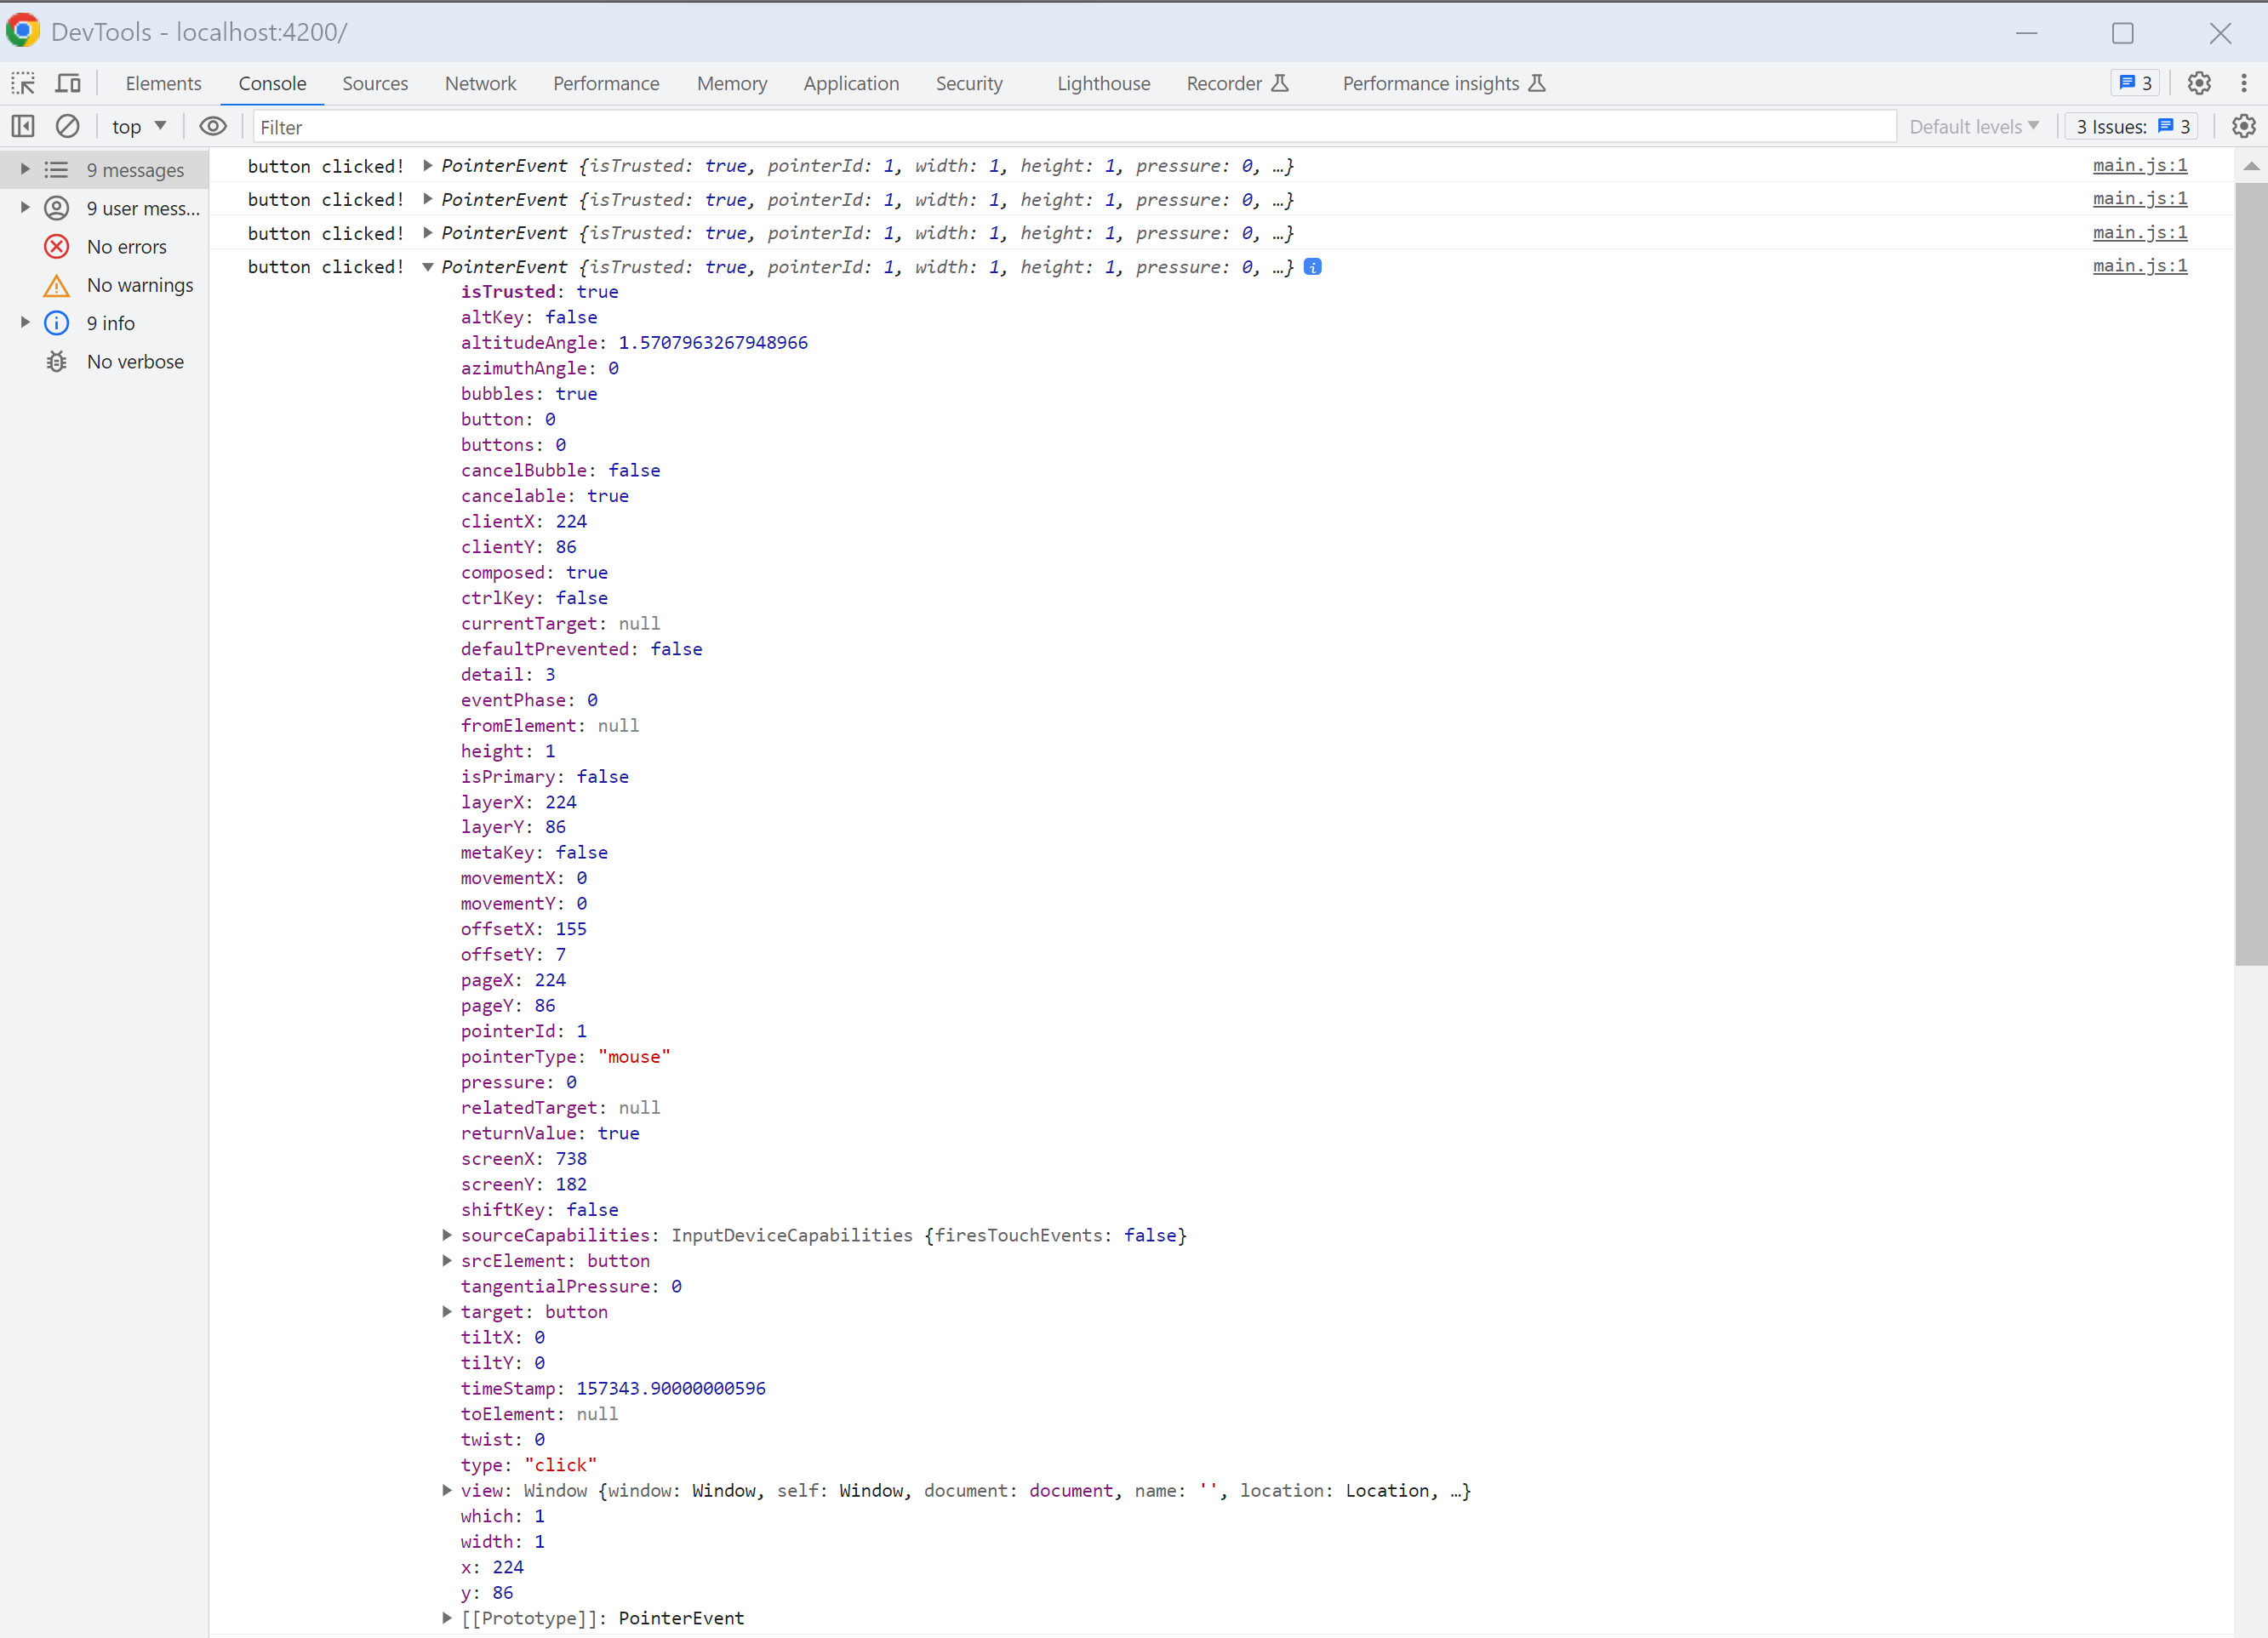 DevTools - localhost:4200/
Elements Console Sources Network Performance Memory Application Security Lighthouse Recorder Performance insights 3
top Filter Default levels 3 Issues: 3
9 messages
9 user mess...
No errors
No warnings
9 info
No verbose
button clicked! PointerEvent {isTrusted: true, pointerId: 1, width: 1, height: 1, pressure: 0, …} main.js:1
button clicked! PointerEvent {isTrusted: true, pointerId: 1, width: 1, height: 1, pressure: 0, …} main.js:1
button clicked! PointerEvent {isTrusted: true, pointerId: 1, width: 1, height: 1, pressure: 0, …} main.js:1
button clicked! PointerEvent {isTrusted: true, pointerId: 1, width: 1, height: 1, pressure: 0, …} i main.js:1
isTrusted: true
altKey: false
altitudeAngle: 1.5707963267948966
azimuthAngle: 0
bubbles: true
button: 0
buttons: 0
cancelBubble: false
cancelable: true
clientX: 224
clientY: 86
composed: true
ctrlKey: false
currentTarget: null
defaultPrevented: false
detail: 3
eventPhase: 0
fromElement: null
height: 1
isPrimary: false
layerX: 224
layerY: 86
metaKey: false
movementX: 0
movementY: 0
offsetX: 155
offsetY: 7
pageX: 224
pageY: 86
pointerId: 1
pointerType: "mouse"
pressure: 0
relatedTarget: null
returnValue: true
screenX: 738
screenY: 182
shiftKey: false
sourceCapabilities: InputDeviceCapabilities {firesTouchEvents: false}
srcElement: button
tangentialPressure: 0
target: button
tiltX: 0
tiltY: 0
timeStamp: 157343.90000000596
toElement: null
twist: 0
type: "click"
view: Window {window: Window, self: Window, document: document, name: '', location: Location, …}
which: 1
width: 1
x: 224
y: 86
[[Prototype]]: PointerEvent